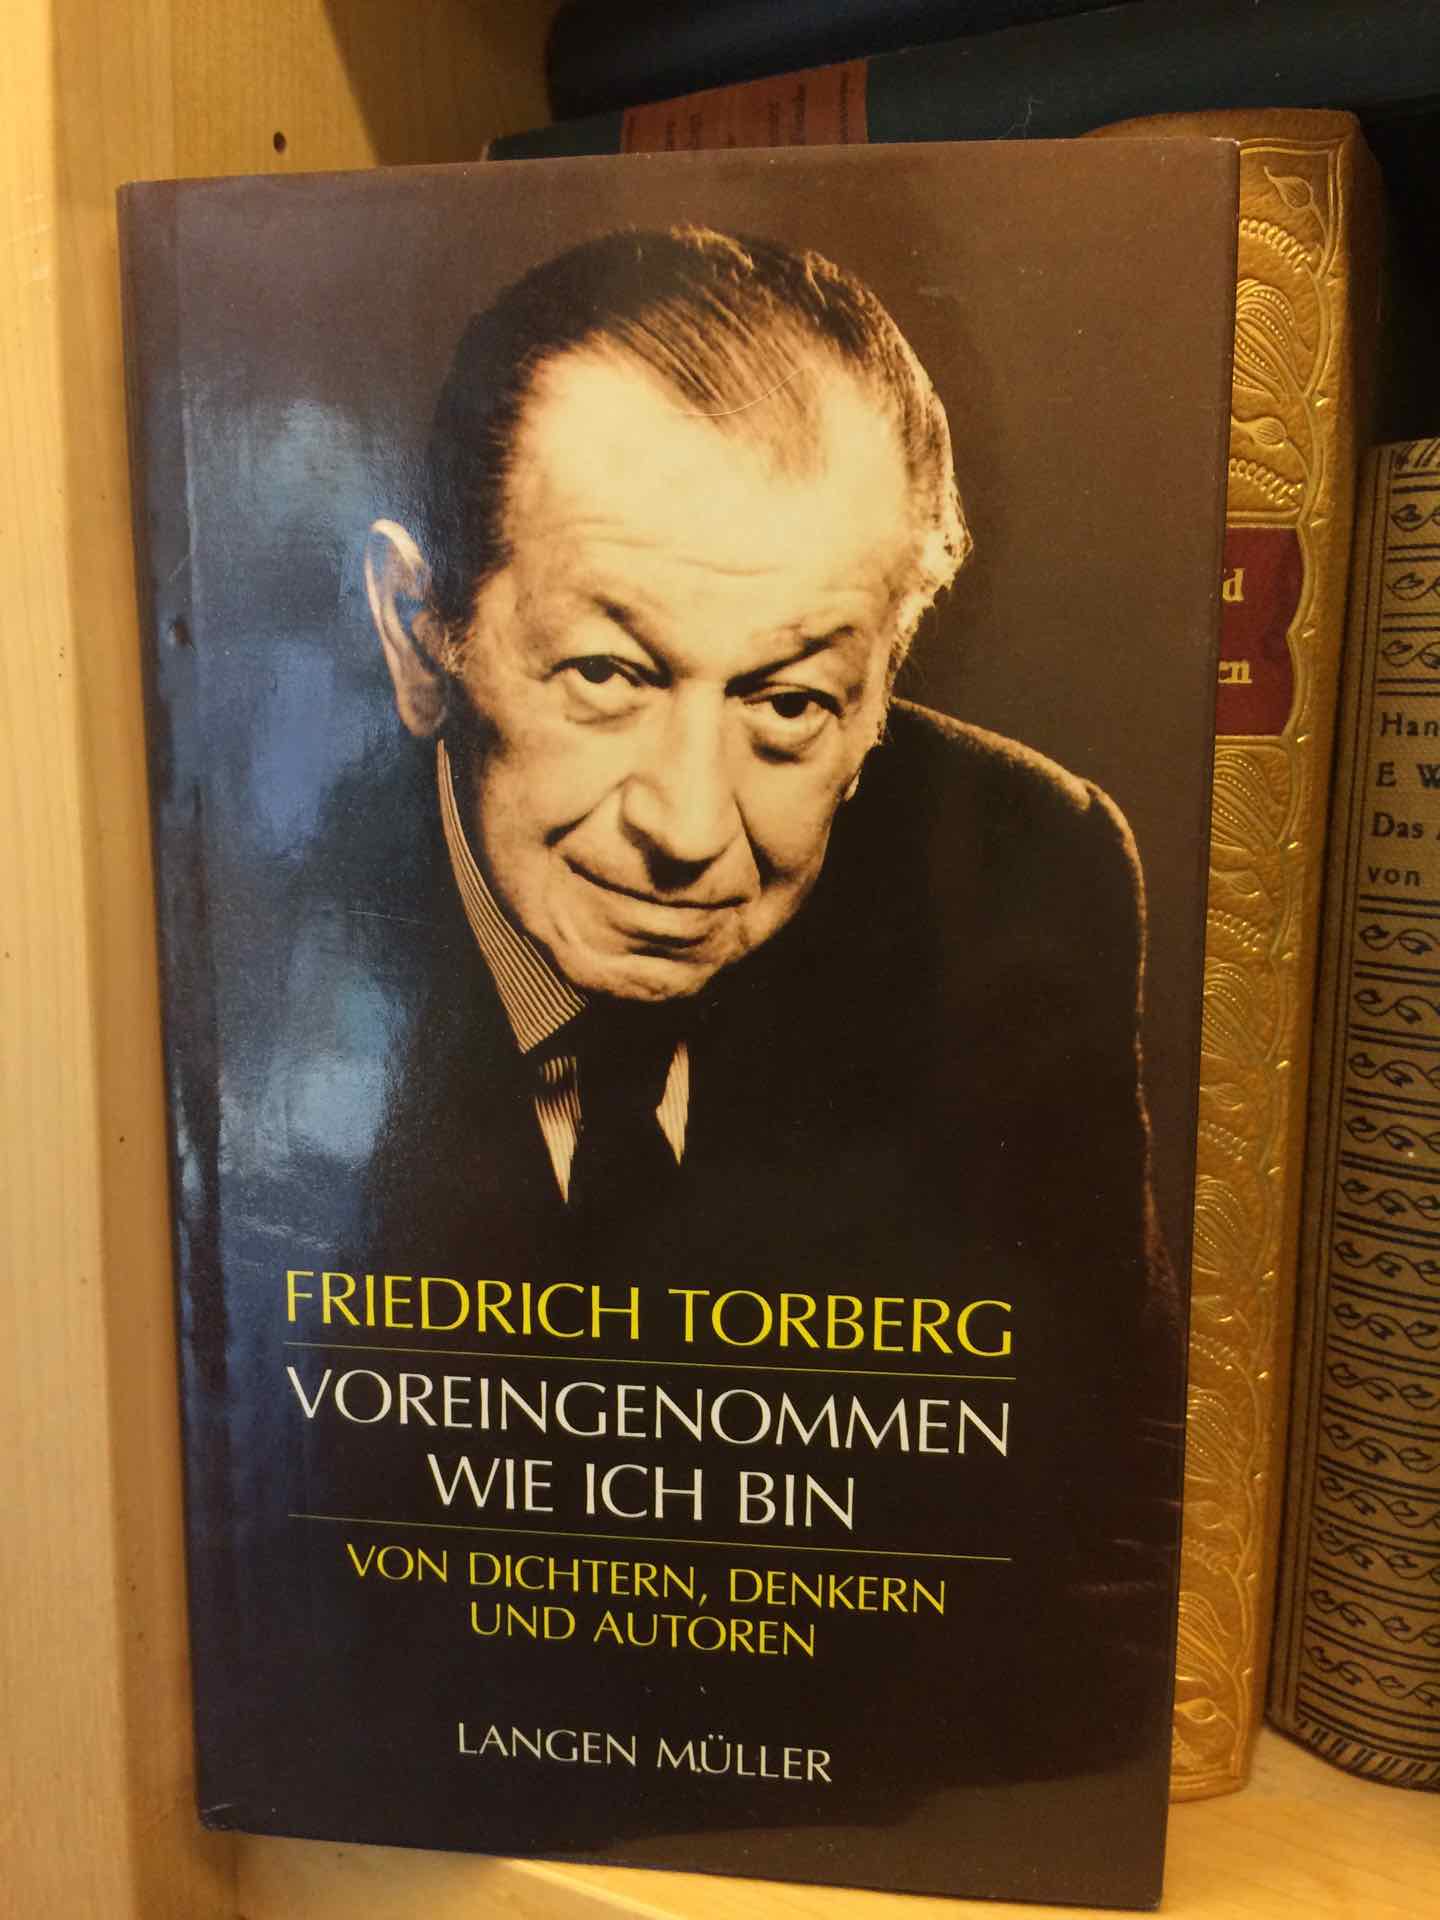 FRIEDRICH TORBERG
VOREINGENOMMEN
WIE ICH BIN
VON DICHTERN, DENKERN
UND AUTOREN
LANGEN MÜLLER
Das
von